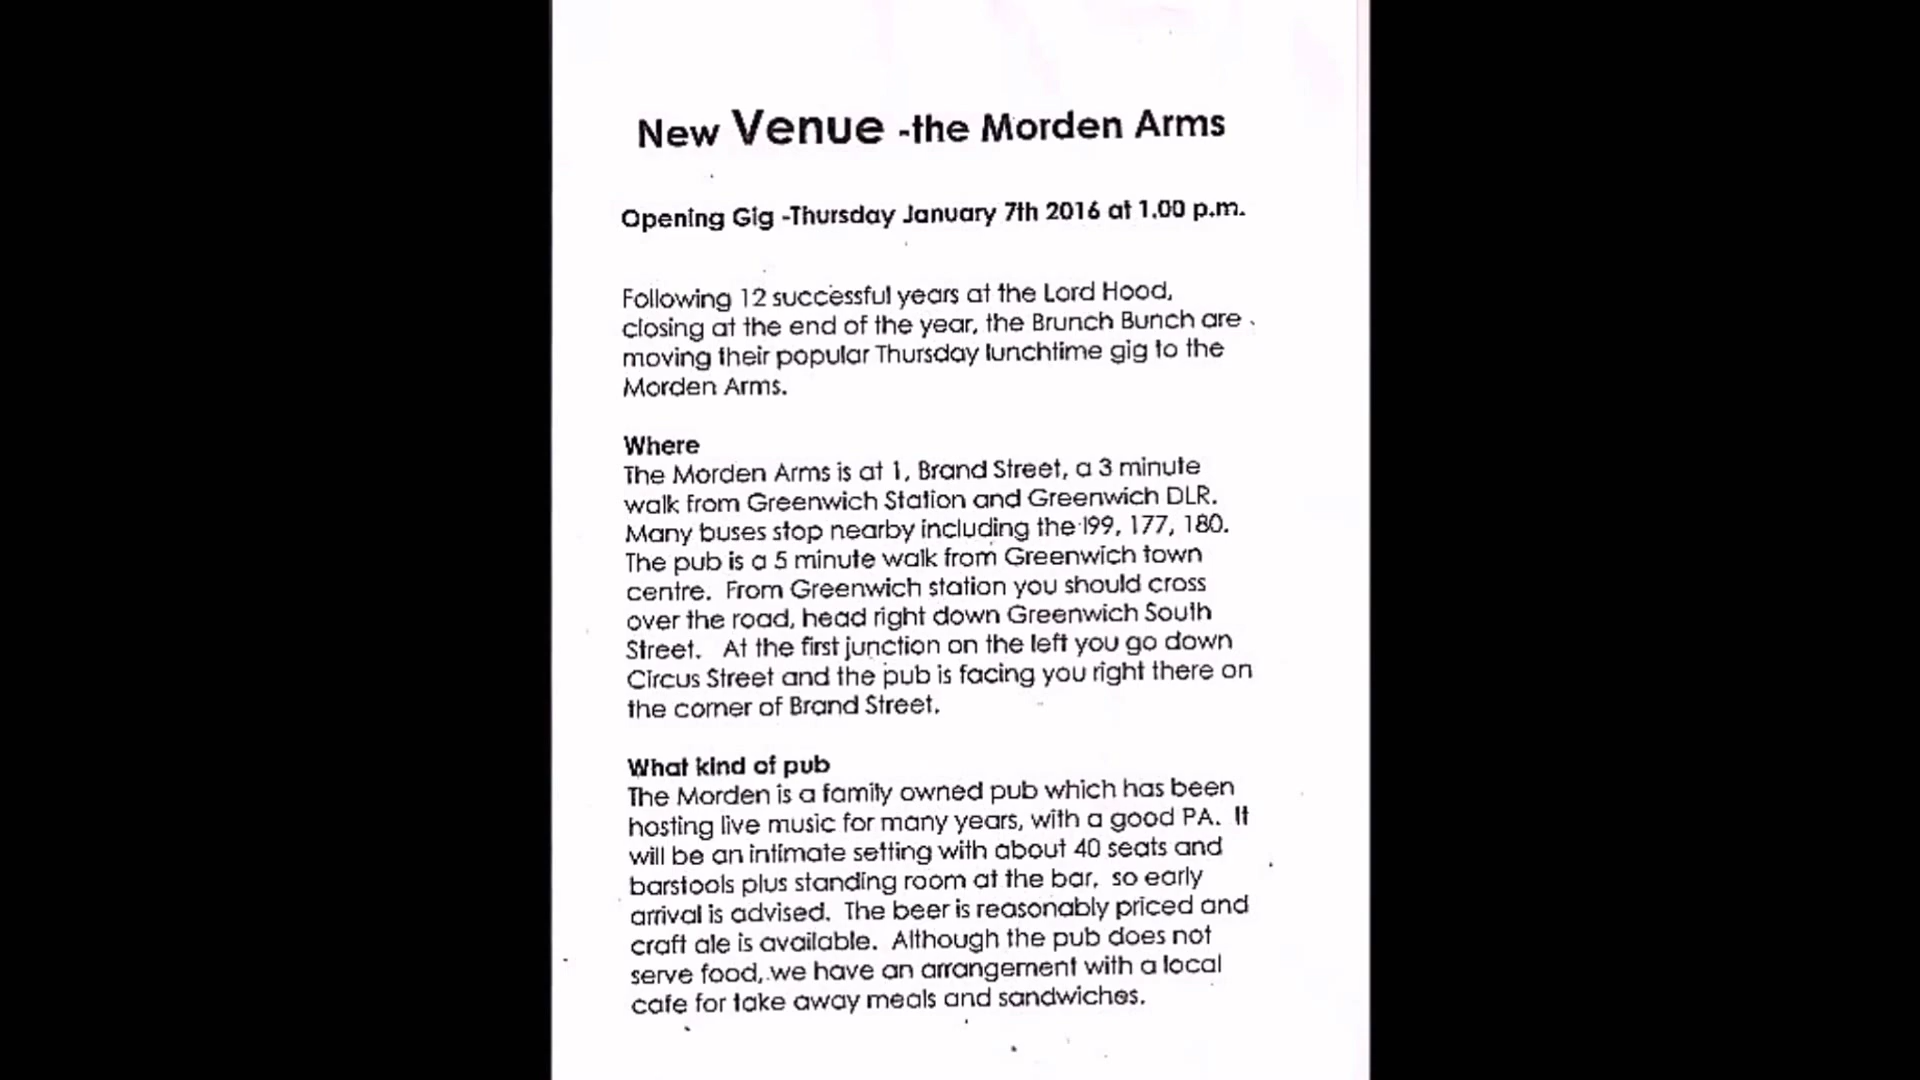 New Venue -the Morden Arms
Opening Gig -Thursday January 7th 2016 at 1.00 p.m.
Following 12 successful years at the Lord Hood,
closing at the end of the year, the Brunch Bunch are
moving their popular Thursday lunchtime gig to the
Morden Arms.
Where
The Morden Arms is at 1, Brand Street, a 3 minute
walk from Greenwich Station and Greenwich DLR.
Many buses stop nearby including the 199, 177, 180.
The pub is a 5 minute walk from Greenwich town
centre. From Greenwich station you should cross
over the road, head right down Greenwich South
Street. At the first junction on the left you go down
Circus Street and the pub is facing you right there on
the corner of Brand Street.
What kind of pub
The Morden is a family owned pub which has been
hosting live music for many years, with a good PA. It
will be an intimate setting with about 40 seats and
barstools plus standing room at the bar, so early
arrival is advised. The beer is reasonably priced and
craft ale is available. Although the pub does not
serve food, we have an arrangement with a local
cafe for take away meals and sandwiches.